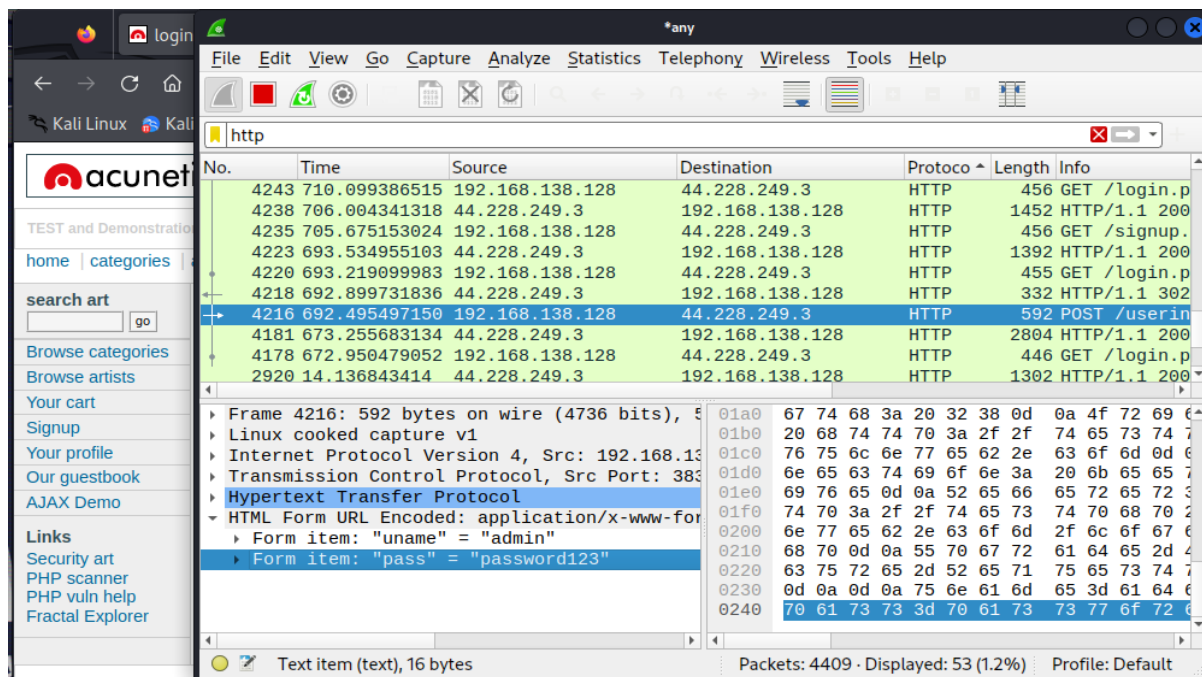 login
*any
File Edit View Go Capture Analyze Statistics Telephony Wireless Tools Help
Kali Linux Kali
http
No. Time Source Destination Protoco Length Info
4243 710.099386515 192.168.138.128 44.228.249.3 HTTP 456 GET /login.p
4238 706.004341318 44.228.249.3 192.168.138.128 HTTP 1452 HTTP/1.1 200
4235 705.675153024 192.168.138.128 44.228.249.3 HTTP 456 GET /signup.
4223 693.534955103 44.228.249.3 192.168.138.128 HTTP 1392 HTTP/1.1 200
4220 693.219099983 192.168.138.128 44.228.249.3 HTTP 455 GET /login.p
4218 692.899731836 44.228.249.3 192.168.138.128 HTTP 332 HTTP/1.1 302
4216 692.495497150 192.168.138.128 44.228.249.3 HTTP 592 POST /userin
4181 673.255683134 44.228.249.3 192.168.138.128 HTTP 2804 HTTP/1.1 200
4178 672.950479052 192.168.138.128 44.228.249.3 HTTP 446 GET /login.p
2920 14.136843414 44.228.249.3 192.168.138.128 HTTP 1302 HTTP/1.1 200
acuneti
TEST and Demonstratio
home | categories |
search art
go
Browse categories
Browse artists
Your cart
Signup
Your profile
Our guestbook
AJAX Demo
Links
Security art
PHP scanner
PHP vuln help
Fractal Explorer
Frame 4216: 592 bytes on wire (4736 bits), 5
Linux cooked capture v1
Internet Protocol Version 4, Src: 192.168.13
Transmission Control Protocol, Src Port: 383
Hypertext Transfer Protocol
HTML Form URL Encoded: application/x-www-for
Form item: "uname" = "admin"
Form item: "pass" = "password123"
01a0 67 74 68 3a 20 32 38 0d 0a 4f 72 69
01b0 20 68 74 74 70 3a 2f 2f 74 65 73 74
01c0 76 75 6c 6e 77 65 62 2e 63 6f 6d 0d
01d0 6e 65 63 74 69 6f 6e 3a 20 6b 65 65
01e0 69 76 65 0d 0a 52 65 66 65 72 65 72
01f0 74 70 3a 2f 2f 74 65 73 74 70 68 70
0200 6e 77 65 62 2e 63 6f 6d 2f 6c 6f 67
0210 68 70 0d 0a 55 70 67 72 61 64 65 2d
0220 63 75 72 65 2d 52 65 71 75 65 73 74
0230 0d 0a 0d 0a 75 6e 61 6d 65 3d 61 64
0240 70 61 73 73 3d 70 61 73 73 77 6f 72
Text item (text), 16 bytes
Packets: 4409 · Displayed: 53 (1.2%)
Profile: Default